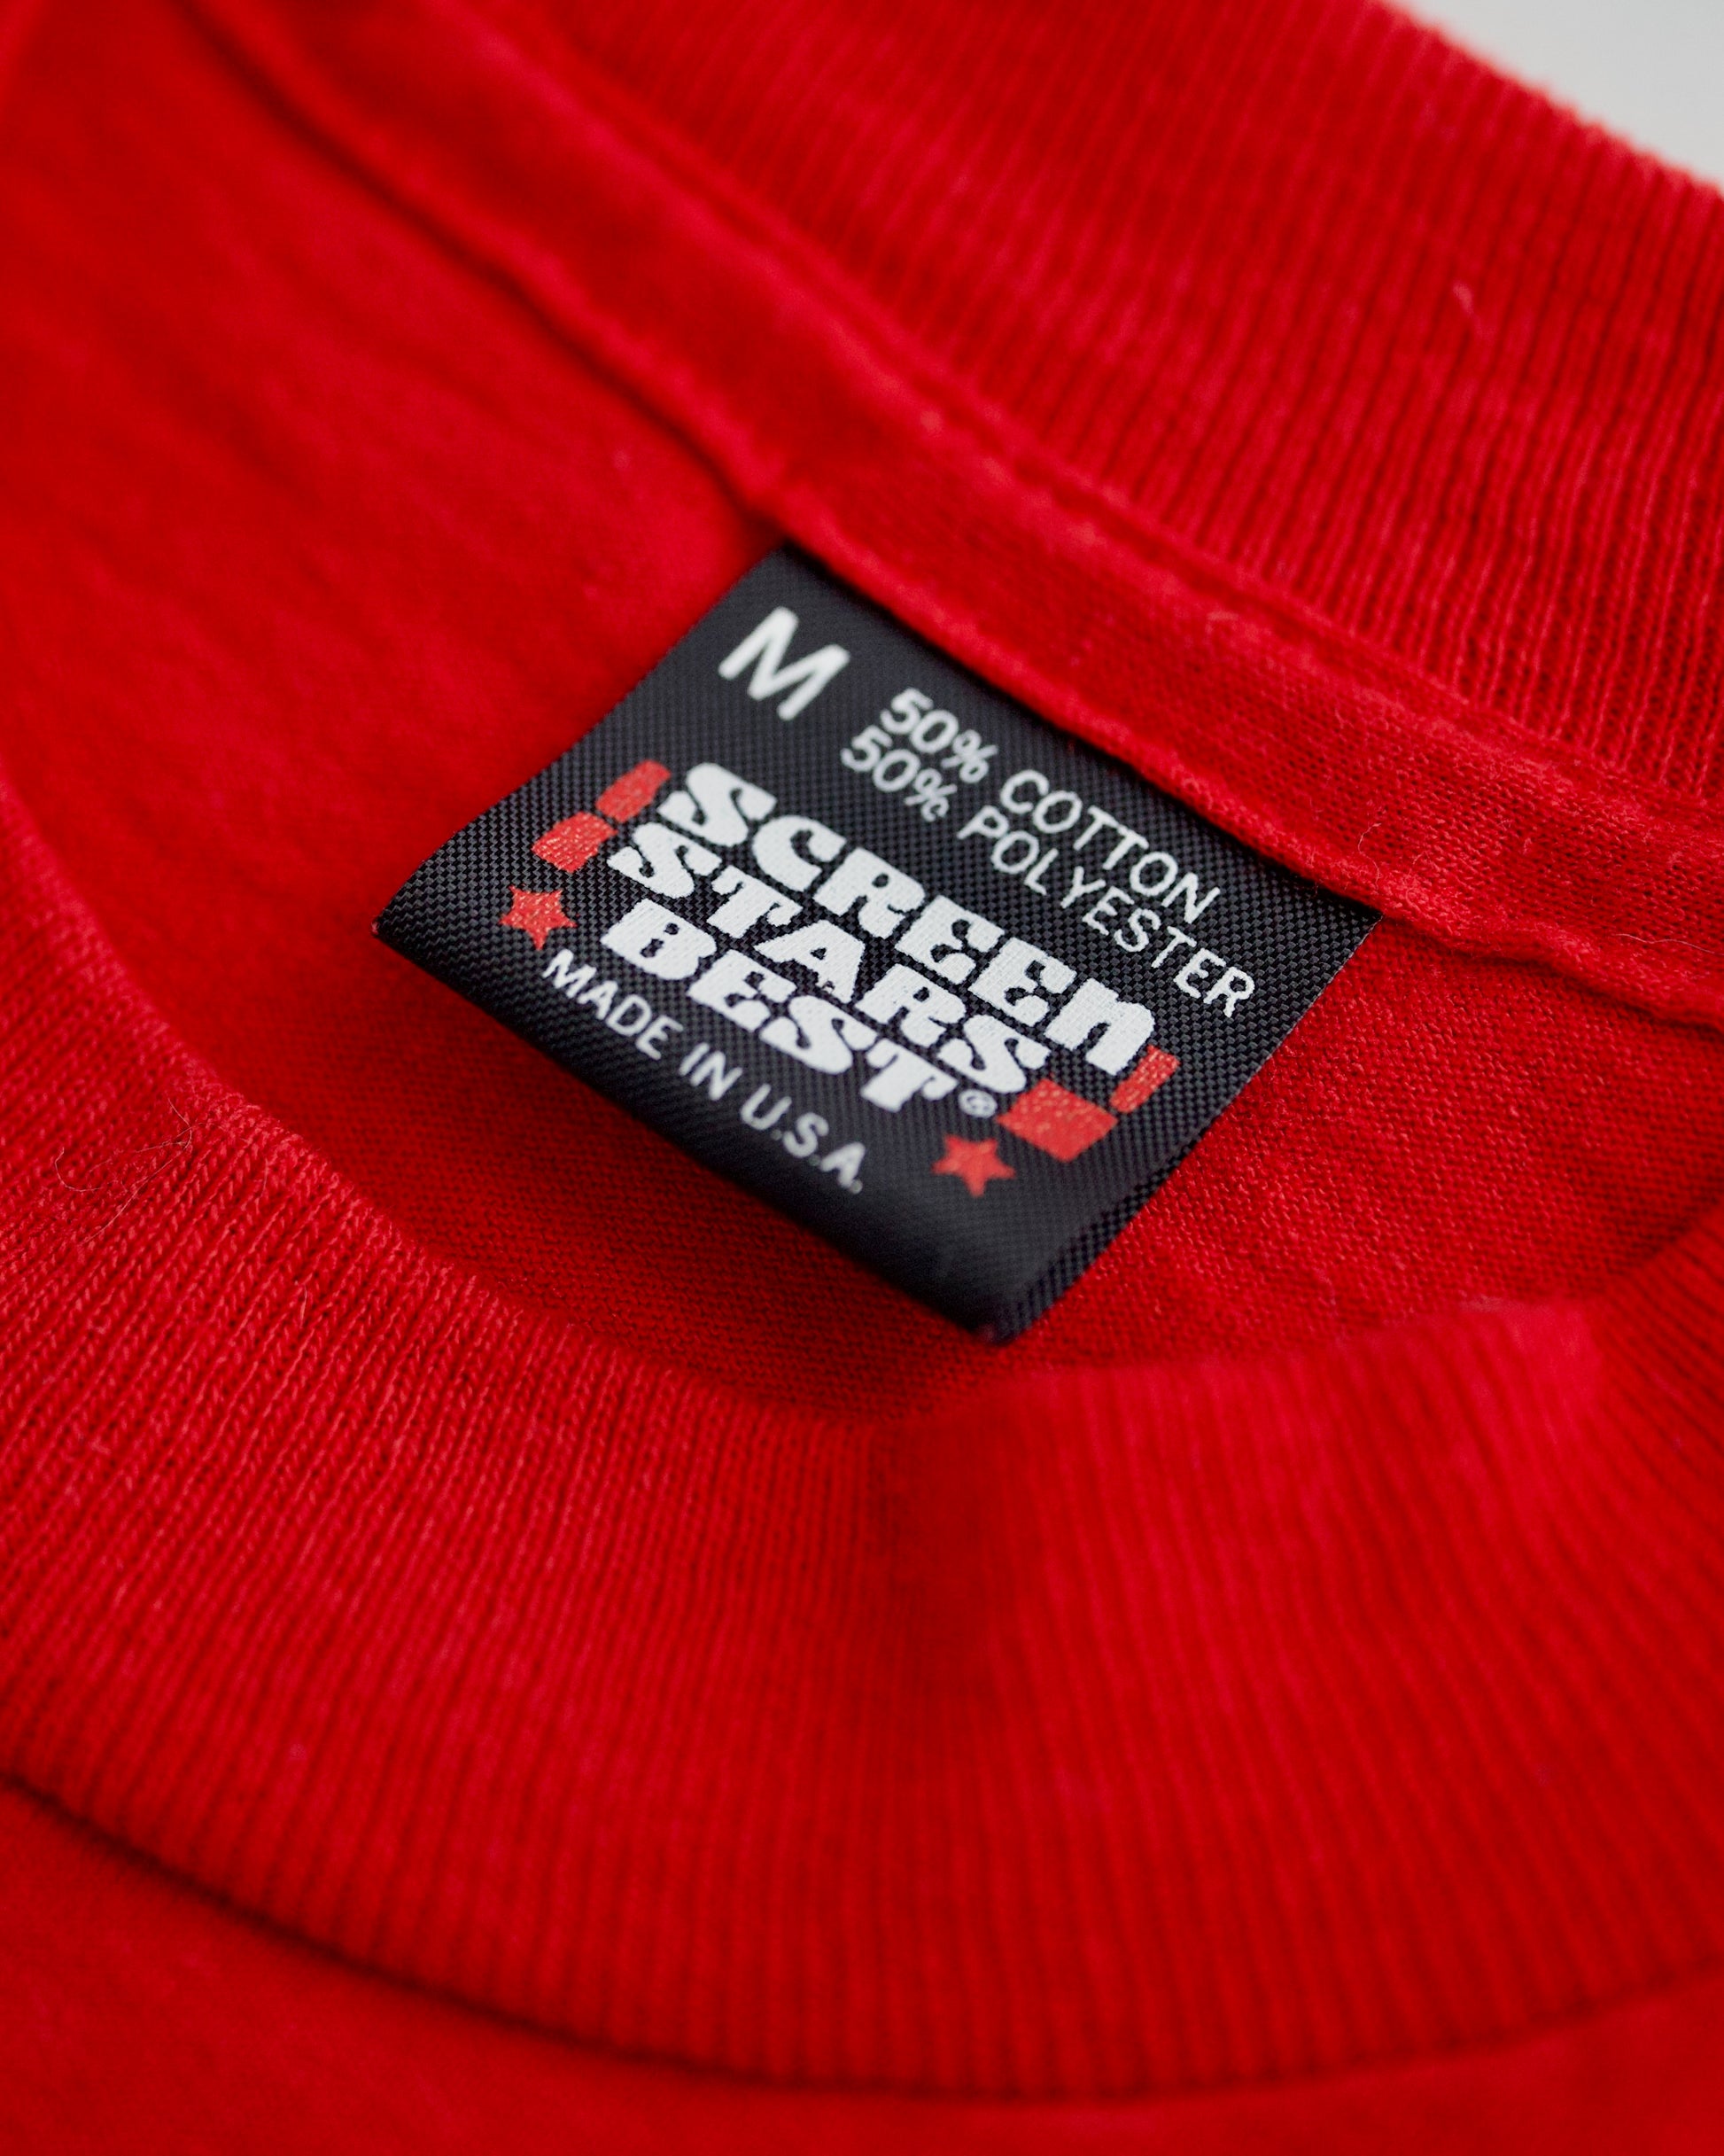 M
50% COTTON
50% POLYESTER
SCREEN
STARS
BEST®
MADE IN U.S.A.